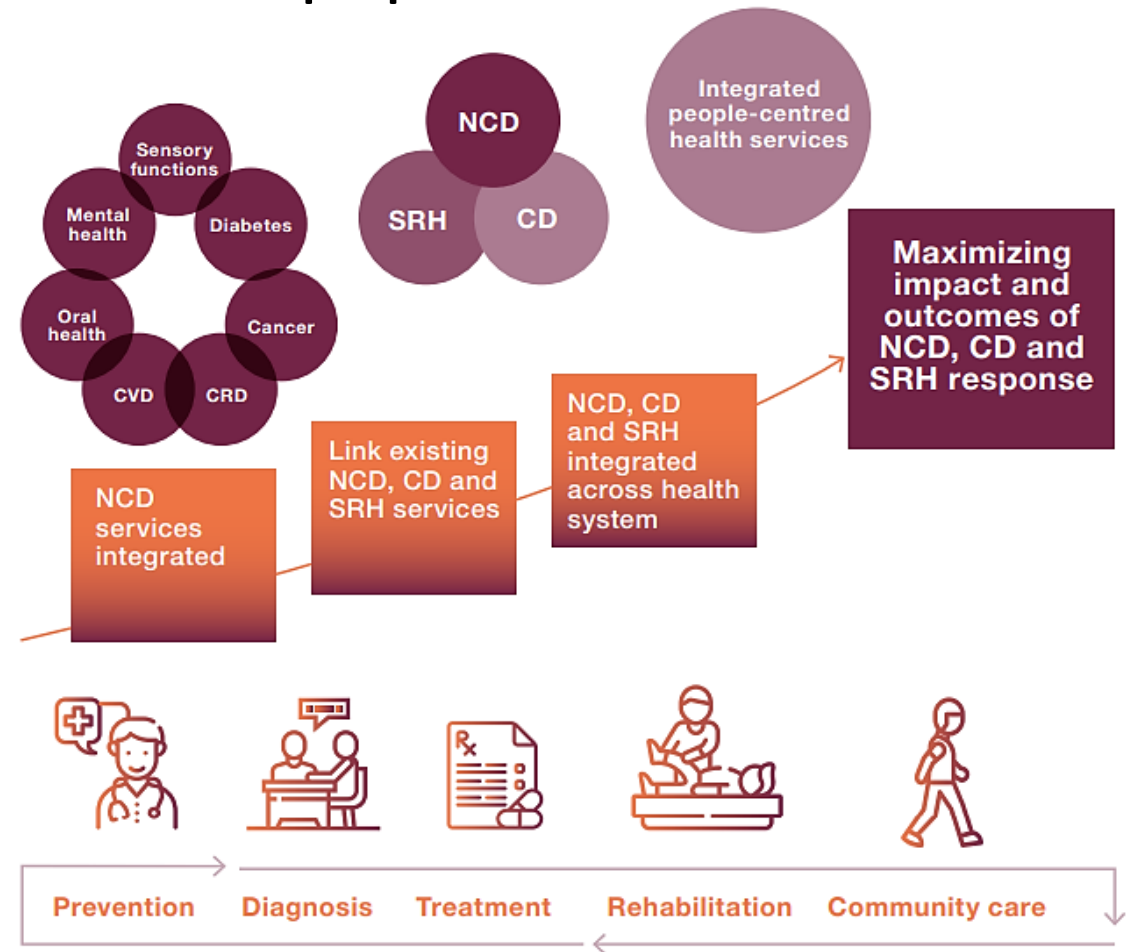 Sensory
functions
Mental
health
Diabetes
Oral
health
Cancer
CVD
CRD
NCD
SRH
CD
Integrated
people-centred
health services
NCD
services
integrated
Link existing
NCD, CD and
SRH services
NCD, CD
and SRH
integrated
across health
system
Maximizing
impact and
outcomes of
NCD, CD and
SRH response
Rx
Prevention
Diagnosis
Treatment
Rehabilitation
Community care